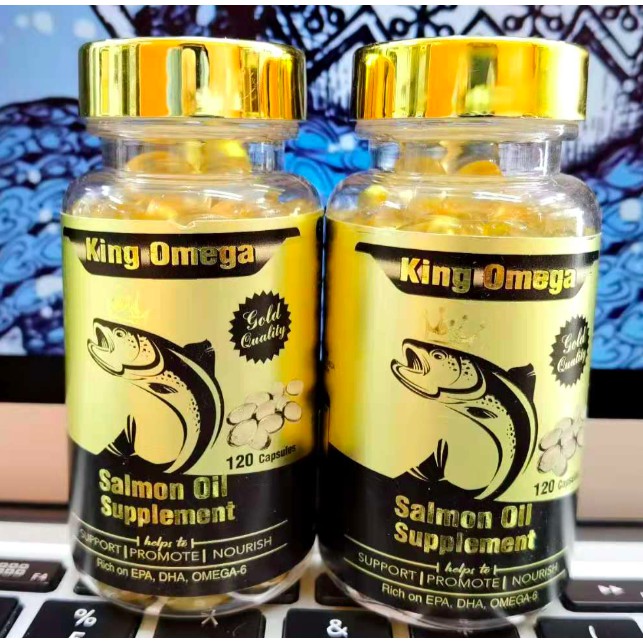 King Omega
Gold
Quality
120 Capsules
Salmon Oil
Supplement
helps to
SUPPORT | PROMOTE | NOURISH
Rich on EPA, DHA, OMEGA-6
King Omega
Gold
Quality
120 Capsules
Salmon Oil
Supplement
helps to
SUPPORT | PROMOTE | NOURISH
Rich on EPA, DHA, OMEGA-6
F4
%
&